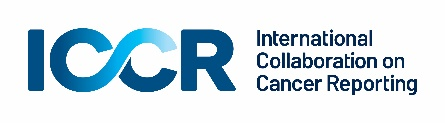 ICCR
International
Collaboration on
Cancer Reporting